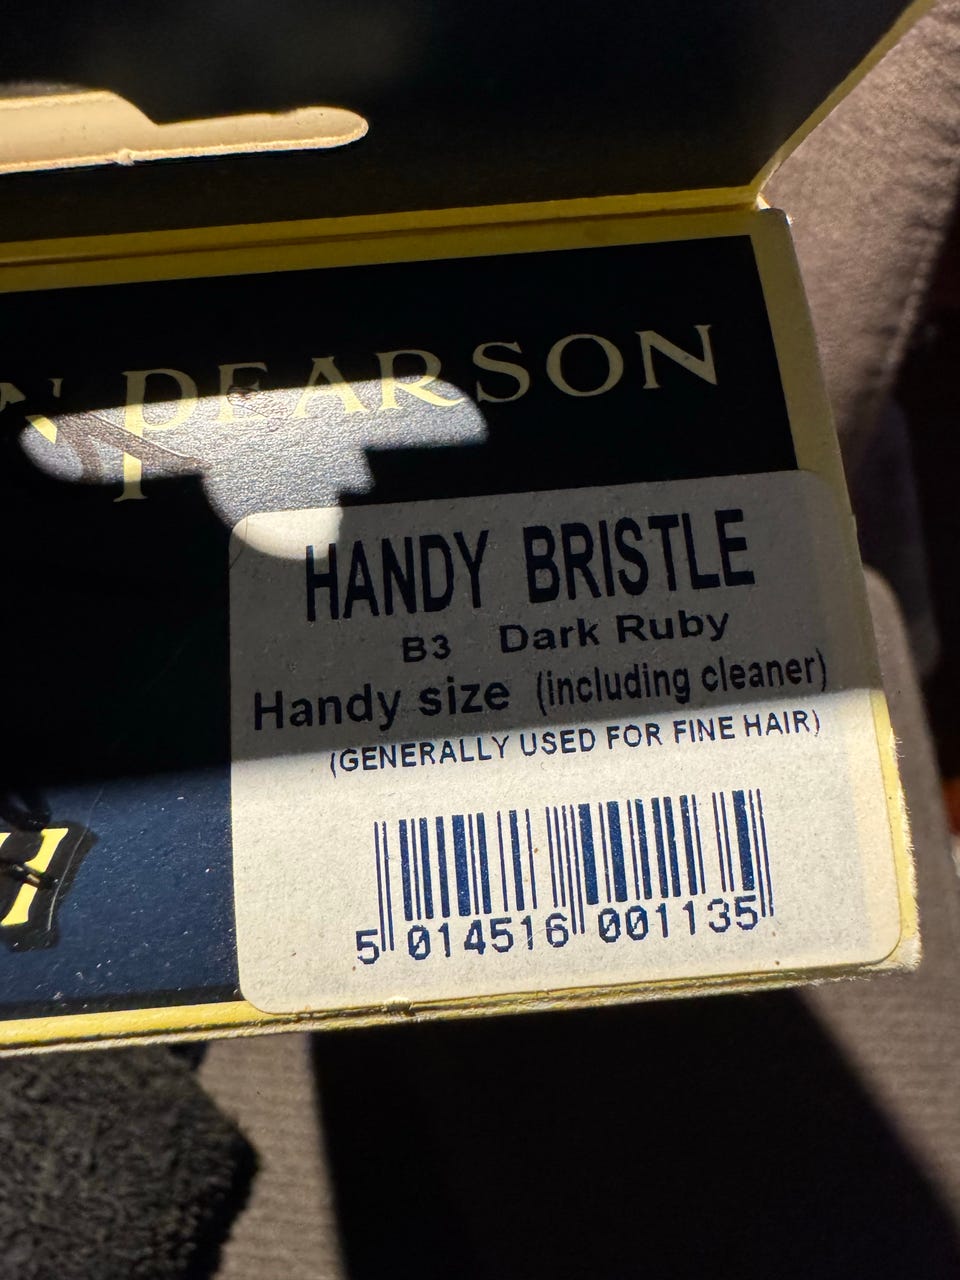 N PEARSON
HANDY BRISTLE
B3 Dark Ruby
Handy size (including cleaner)
(GENERALLY USED FOR FINE HAIR)
5 014516 001135